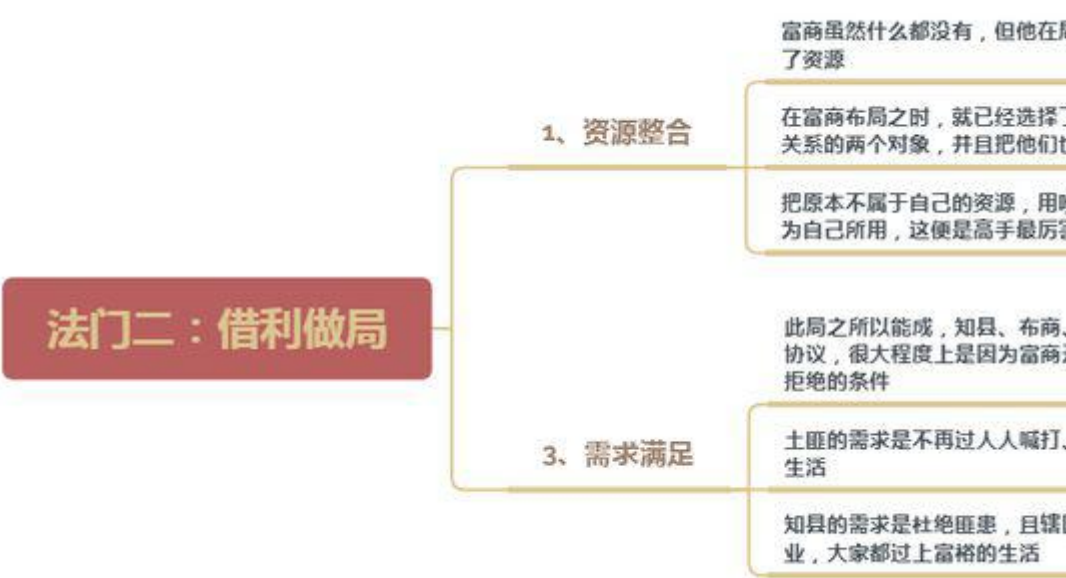 富商虽然什么都没有，但他在
了资源
1、资源整合
在富商布局之时，就已经选择
关系的两个对象，并且把他们
把原本不属于自己的资源，用
为自己所用，这便是高手最厉
法门二：借利做局
此局之所以能成，知县、布商、
协议，很大程度上是因为富商
拒绝的条件
3、需求满足
土匪的需求是不再过人人喊打、
生活
知县的需求是杜绝匪患，且辖
业，大家都过上富裕的生活